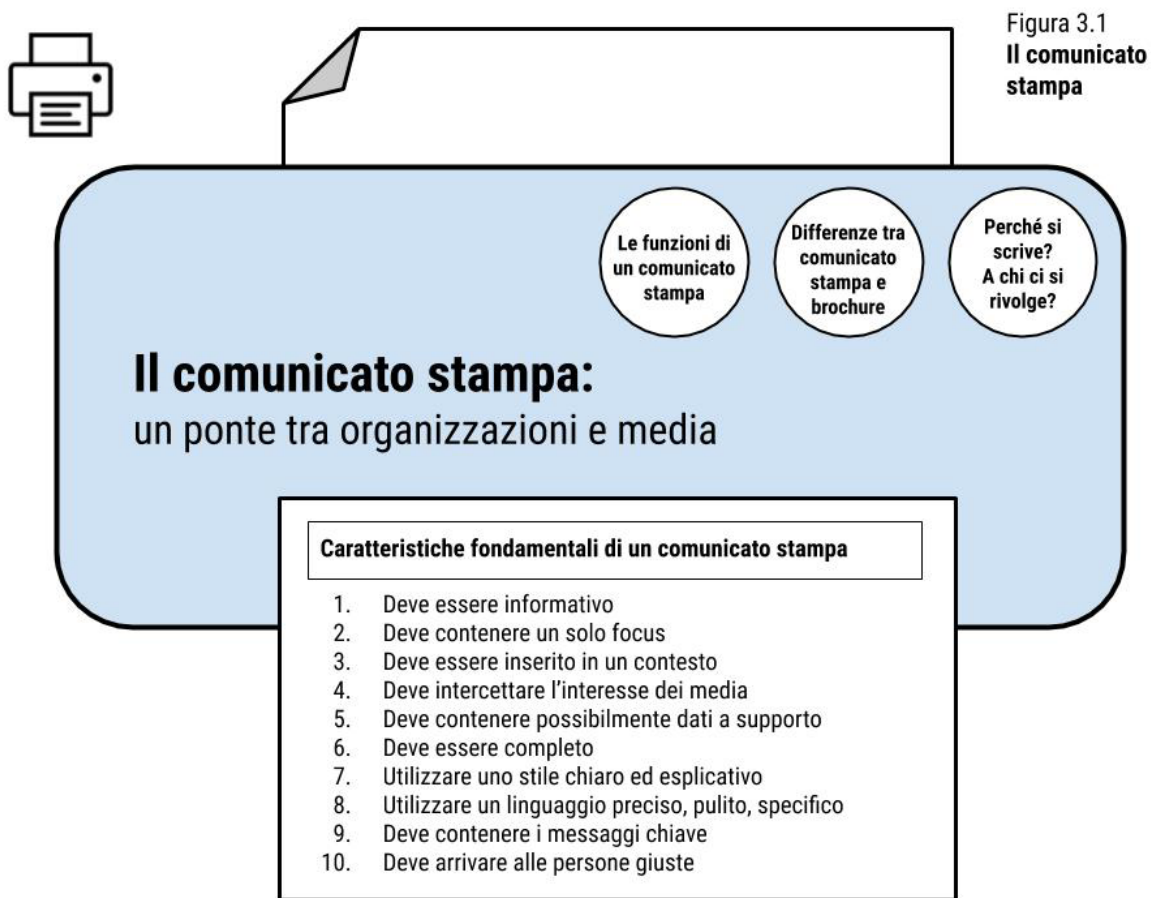 Figura 3.1
Il comunicato
stampa
Le funzioni di
un comunicato
stampa
Differenze tra
comunicato
stampa e
brochure
Perché si
scrive?
A chi ci si
rivolge?
Il comunicato stampa:
un ponte tra organizzazioni e media
Caratteristiche fondamentali di un comunicato stampa
1. Deve essere informativo
2. Deve contenere un solo focus
3. Deve essere inserito in un contesto
4. Deve intercettare l'interesse dei media
5. Deve contenere possibilmente dati a supporto
6. Deve essere completo
7. Utilizzare uno stile chiaro ed esplicativo
8. Utilizzare un linguaggio preciso, pulito, specifico
9. Deve contenere i messaggi chiave
10. Deve arrivare alle persone giuste